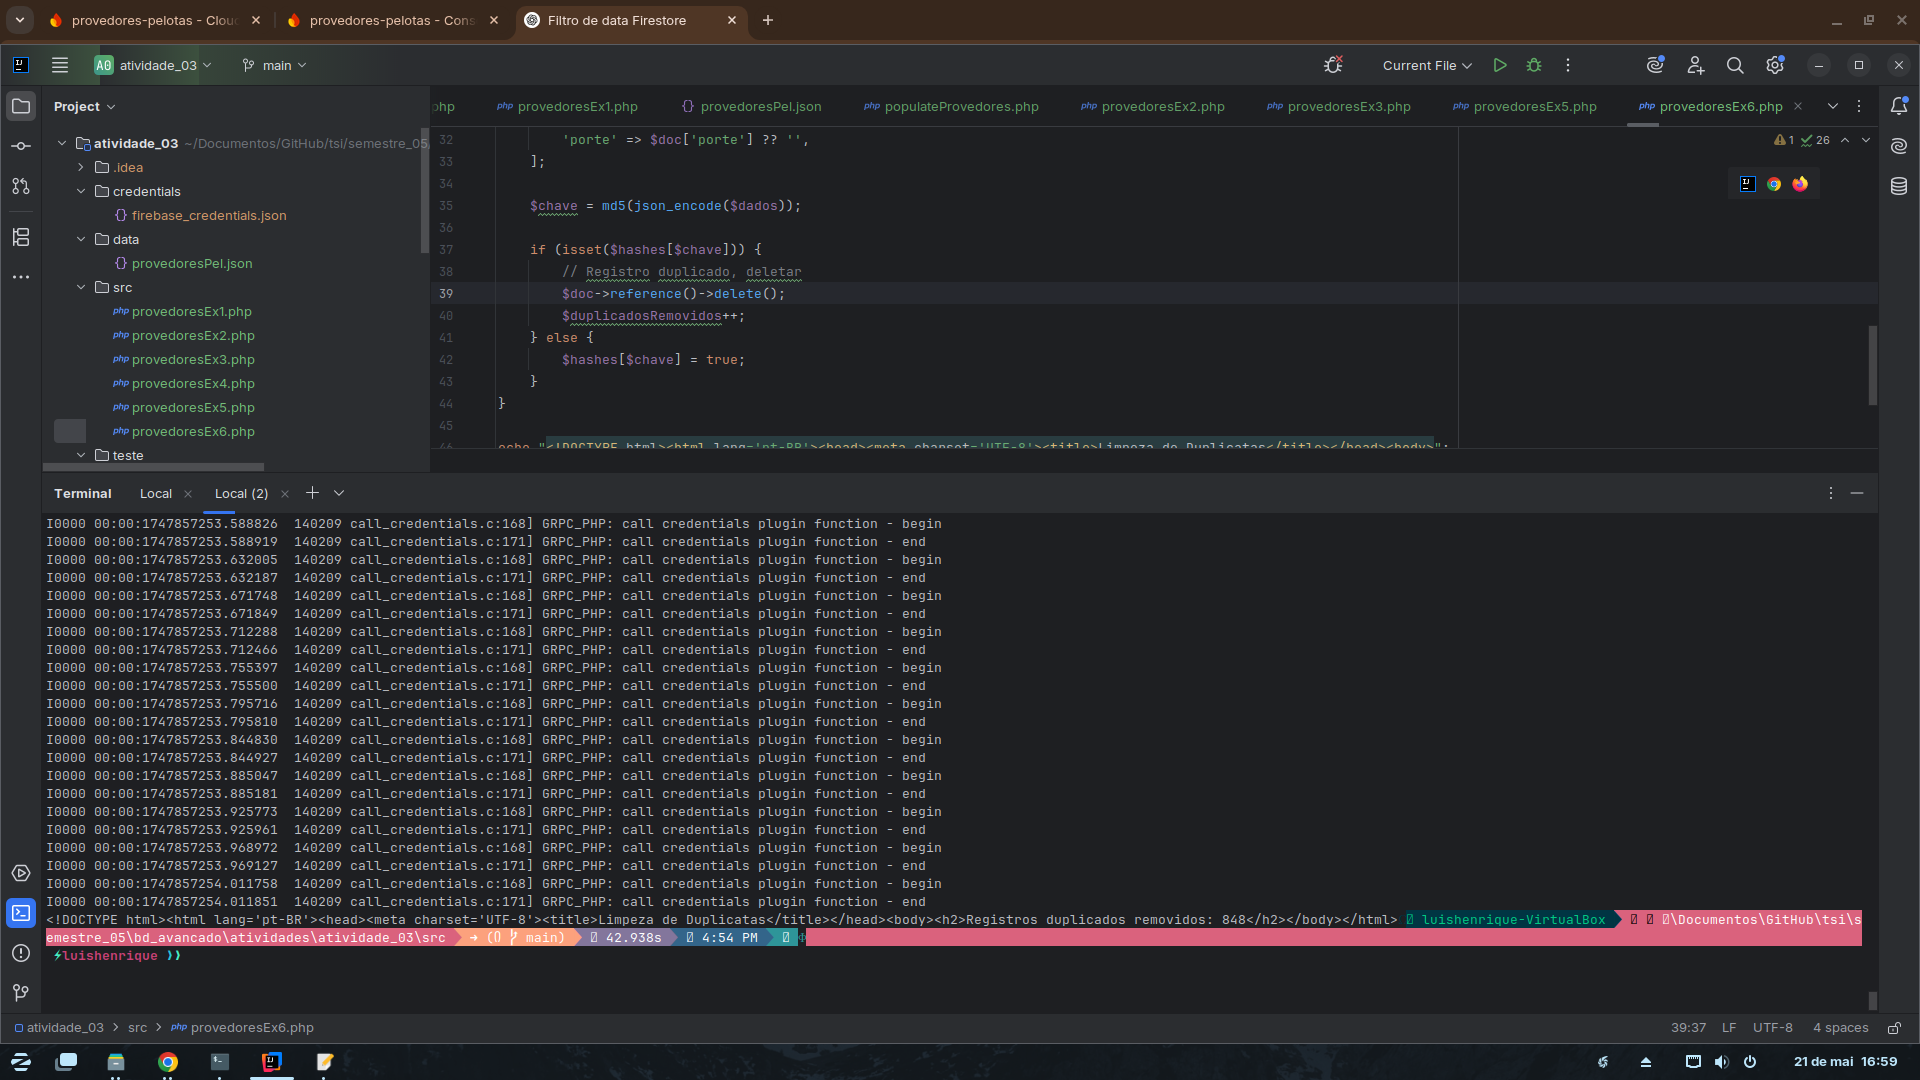 provedores-pelotas - Clou
provedores-pelotas - Cons
Filtro de data Firestore
A0 atividade_03
main
Current File
Project
php
php provedoresEx1.php
{} provedoresPel.json
php populateProvedores.php
php provedoresEx2.php
php provedoresEx3.php
php provedoresEx5.php
php provedoresEx6.php
atividade_03 ~/Documentos/GitHub/tsi/semestre_05/
.idea
credentials
{} firebase_credentials.json
data
{} provedoresPel.json
src
php provedoresEx1.php
php provedoresEx2.php
php provedoresEx3.php
php provedoresEx4.php
php provedoresEx5.php
php provedoresEx6.php
teste
1 26
32 'porte' => $doc['porte'] ?? '',
33 ];
34
35 $chave = md5(json_encode($dados));
36
37 if (isset($hashes[$chave])) {
38 // Registro duplicado, deletar
39 $doc->reference()->delete();
40 $duplicadosRemovidos++;
41 } else {
42 $hashes[$chave] = true;
43 }
44 }
45
46 echo "<!DOCTYPE html><html lang='pt-BR'><head><meta charset='UTF-8'><title>Limpeza de Duplicatas</title></head><body>";
Terminal Local Local (2)
I0000 00:00:1747857253.588826  140209 call_credentials.c:168] GRPC_PHP: call credentials plugin function - begin
I0000 00:00:1747857253.588919  140209 call_credentials.c:171] GRPC_PHP: call credentials plugin function - end
I0000 00:00:1747857253.632005  140209 call_credentials.c:168] GRPC_PHP: call credentials plugin function - begin
I0000 00:00:1747857253.632187  140209 call_credentials.c:171] GRPC_PHP: call credentials plugin function - end
I0000 00:00:1747857253.671748  140209 call_credentials.c:168] GRPC_PHP: call credentials plugin function - begin
I0000 00:00:1747857253.671849  140209 call_credentials.c:171] GRPC_PHP: call credentials plugin function - end
I0000 00:00:1747857253.712288  140209 call_credentials.c:168] GRPC_PHP: call credentials plugin function - begin
I0000 00:00:1747857253.712466  140209 call_credentials.c:171] GRPC_PHP: call credentials plugin function - end
I0000 00:00:1747857253.755397  140209 call_credentials.c:168] GRPC_PHP: call credentials plugin function - begin
I0000 00:00:1747857253.755500  140209 call_credentials.c:171] GRPC_PHP: call credentials plugin function - end
I0000 00:00:1747857253.795716  140209 call_credentials.c:168] GRPC_PHP: call credentials plugin function - begin
I0000 00:00:1747857253.795810  140209 call_credentials.c:171] GRPC_PHP: call credentials plugin function - end
I0000 00:00:1747857253.844830  140209 call_credentials.c:168] GRPC_PHP: call credentials plugin function - begin
I0000 00:00:1747857253.844927  140209 call_credentials.c:171] GRPC_PHP: call credentials plugin function - end
I0000 00:00:1747857253.885047  140209 call_credentials.c:168] GRPC_PHP: call credentials plugin function - begin
I0000 00:00:1747857253.885181  140209 call_credentials.c:171] GRPC_PHP: call credentials plugin function - end
I0000 00:00:1747857253.925773  140209 call_credentials.c:168] GRPC_PHP: call credentials plugin function - begin
I0000 00:00:1747857253.925961  140209 call_credentials.c:171] GRPC_PHP: call credentials plugin function - end
I0000 00:00:1747857253.968972  140209 call_credentials.c:168] GRPC_PHP: call credentials plugin function - begin
I0000 00:00:1747857253.969127  140209 call_credentials.c:171] GRPC_PHP: call credentials plugin function - end
I0000 00:00:1747857254.011758  140209 call_credentials.c:168] GRPC_PHP: call credentials plugin function - begin
I0000 00:00:1747857254.011851  140209 call_credentials.c:171] GRPC_PHP: call credentials plugin function - end
<!DOCTYPE html><html lang='pt-BR'><head><meta charset='UTF-8'><title>Limpeza de Duplicatas</title></head><body><h2>Registros duplicados removidos: 848</h2></body></html> luishenrique-VirtualBox \Documentos\GitHub\tsi\s
emestre_05\bd_avancado\atividades\atividade_03\src ➜ ( main) 42.938s 4:54 PM
⚡luishenrique ❯❯
atividade_03 > src > php provedoresEx6.php
39:37 LF UTF-8 4 spaces
21 de mai 16:59